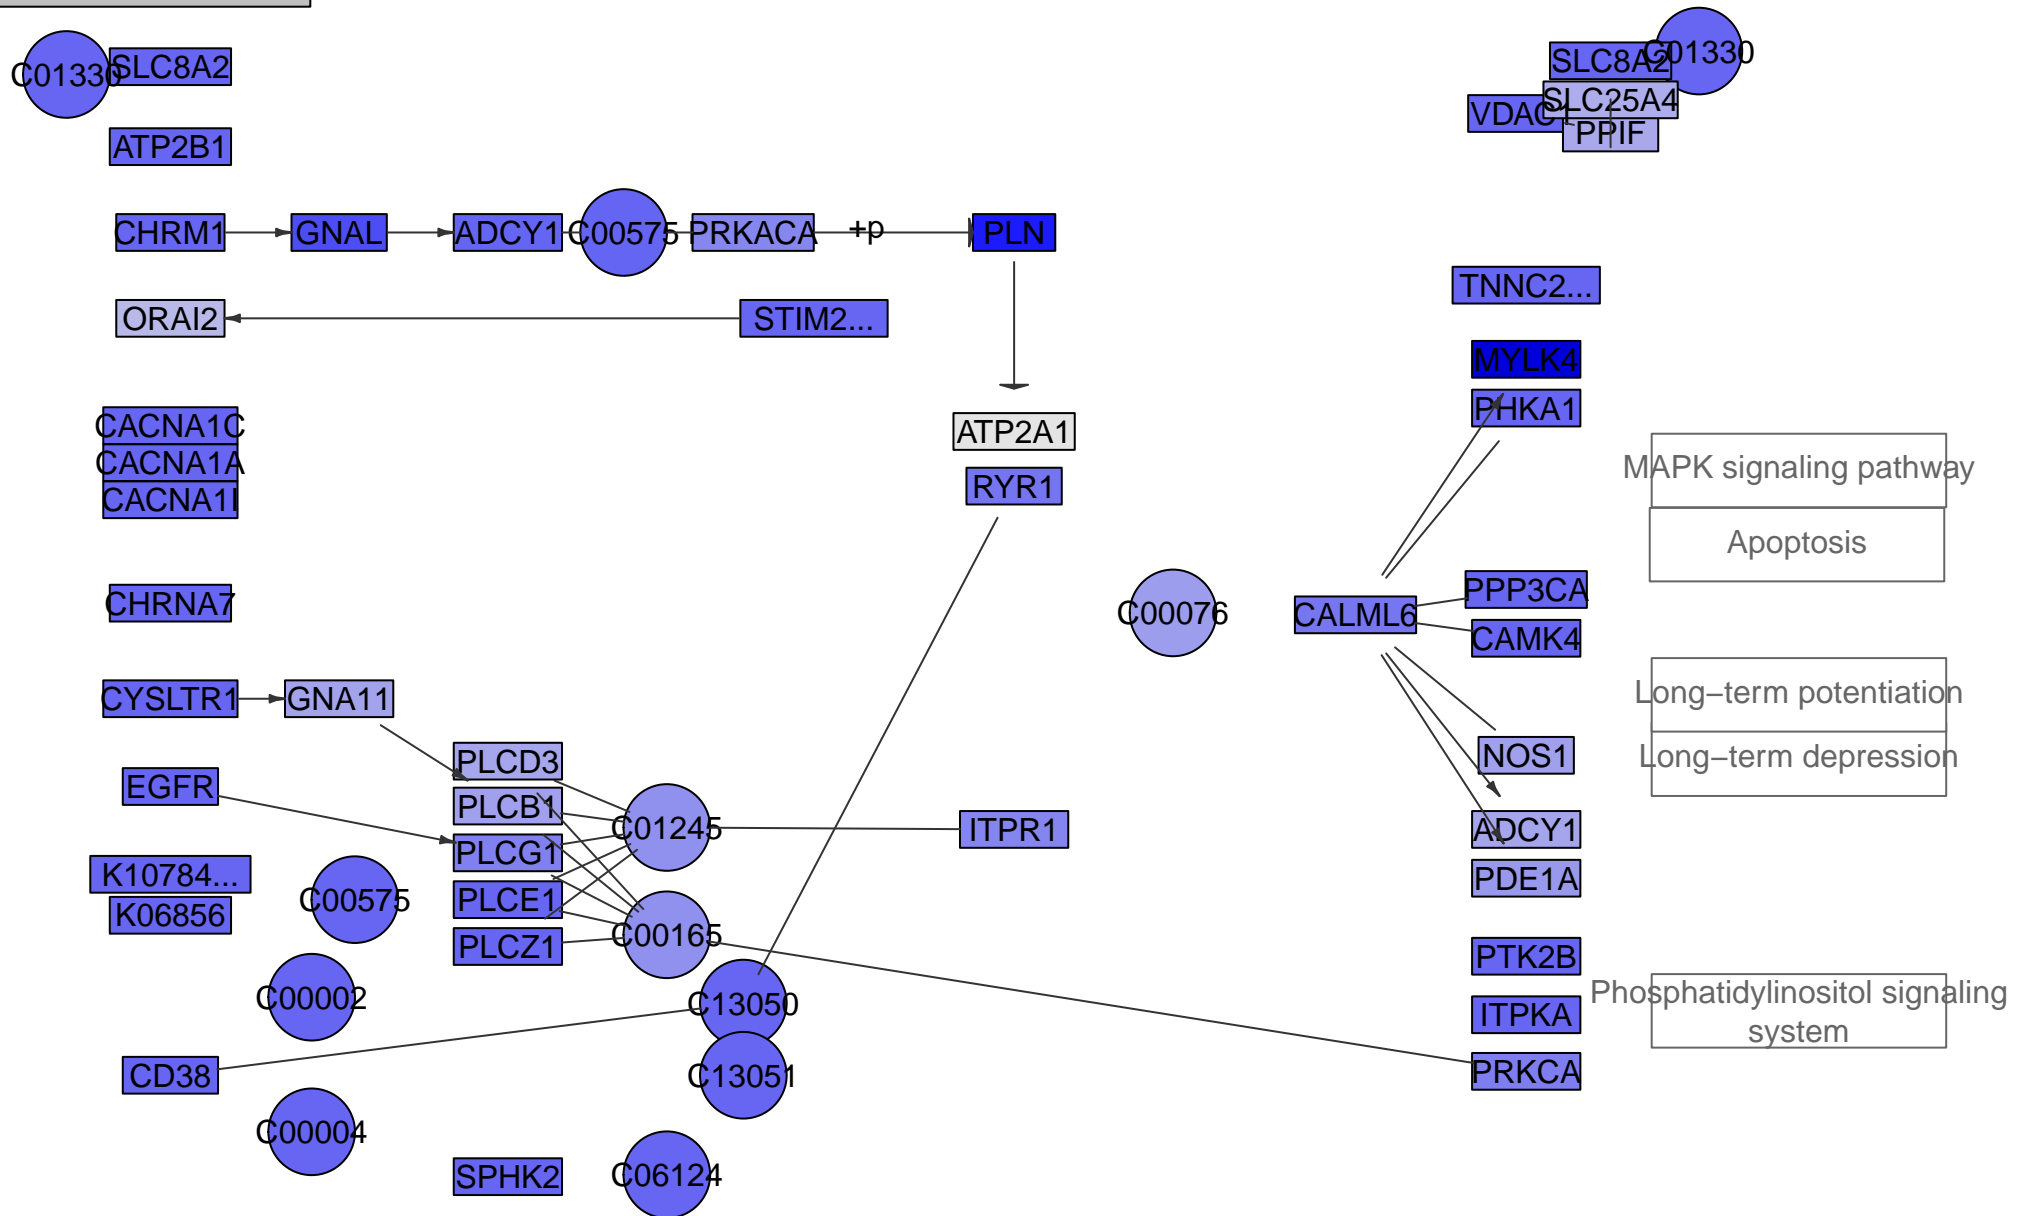 C01330
SLC8A2
SLC8A2
C01330
SLC25A4
VDAC1
PPIF
ATP2B1
CHRM1
GNAL
ADCY1
C00575
PRKACA
+p
PLN
TNNC2...
ORAI2
STIM2...
MYLK4
PHKA1
CACNA1C
CACNA1A
CACNA1I
ATP2A1
RYR1
MAPK signaling pathway
Apoptosis
CHRNA7
C00076
CALML6
PPP3CA
CAMK4
CYSLTR1
GNA11
Long−term potentiation
Long−term depression
NOS1
PLCD3
EGFR
PLCB1
C01245
ITPR1
ADCY1
PLCG1
K10784...
K06856
C00575
PLCE1
PDE1A
PLCZ1
C00165
PTK2B
C00002
C13050
ITPKA
Phosphatidylinositol signaling
system
CD38
C13051
PRKCA
C00004
SPHK2
C06124